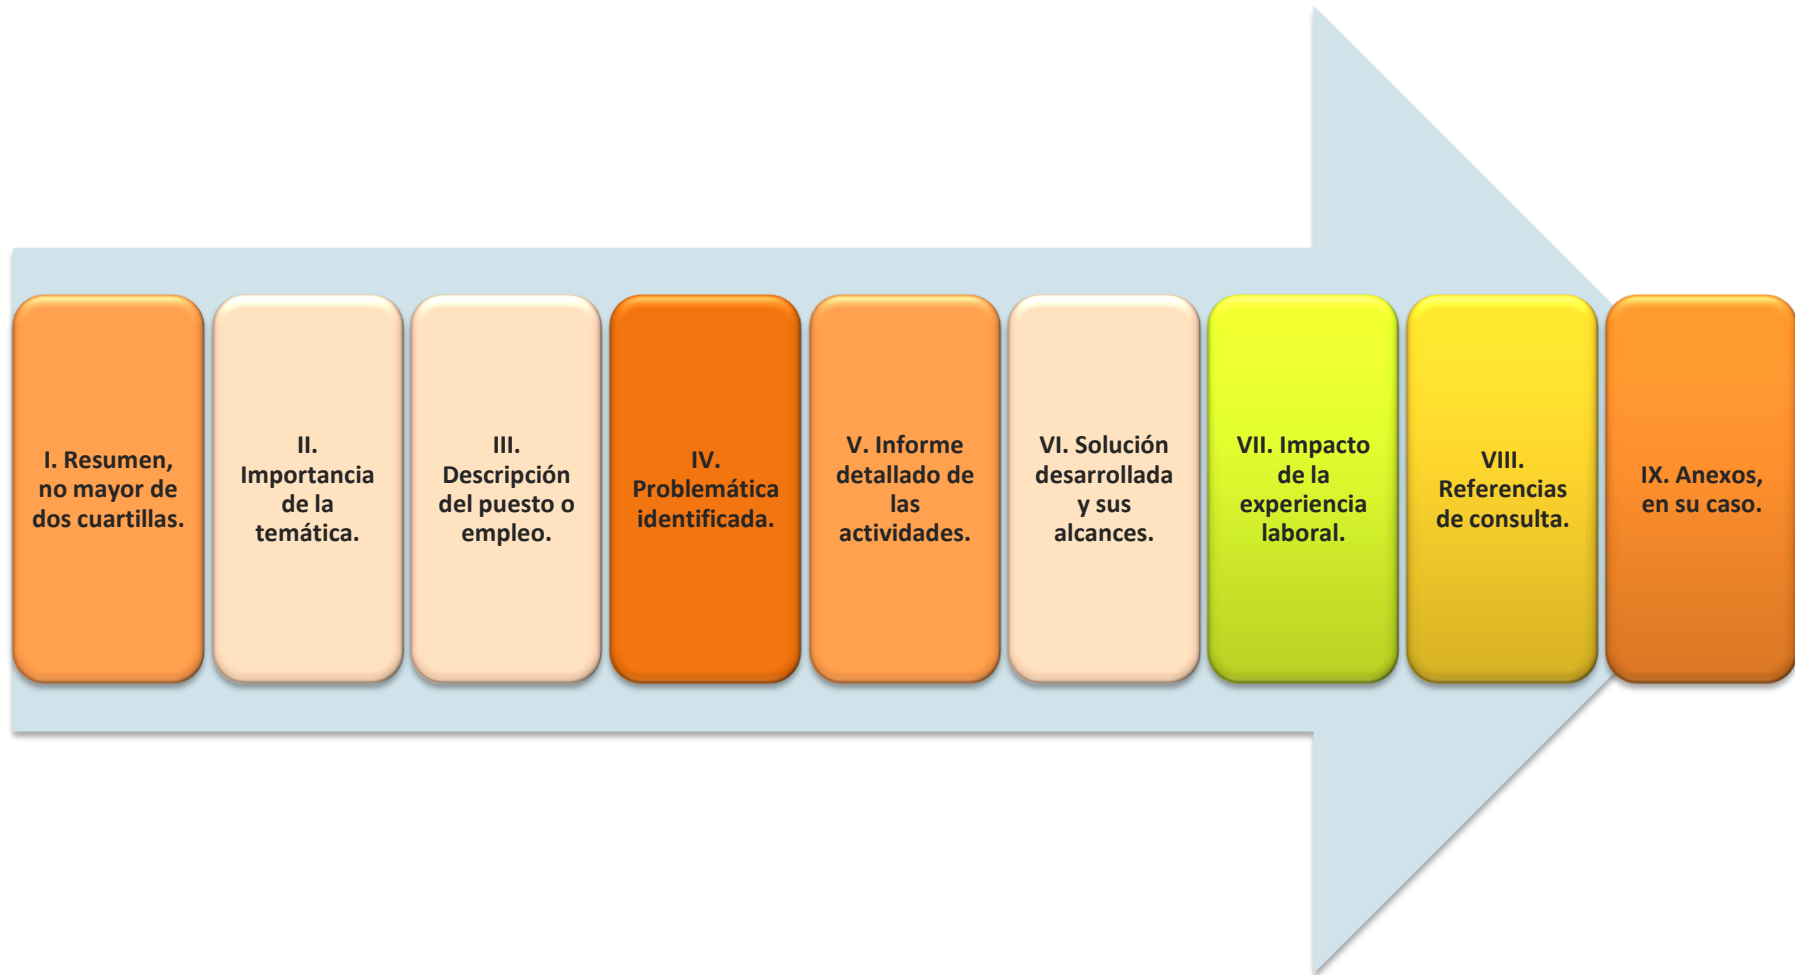 I. Resumen,
no mayor de
dos cuartillas.
II.
Importancia
de la
temática.
III.
Descripción
del puesto o
empleo.
IV.
Problemática
identificada.
V. Informe
detallado de
las
actividades.
VI. Solución
desarrollada
y sus
alcances.
VII. Impacto
de la
experiencia
laboral.
VIII.
Referencias
de consulta.
IX. Anexos,
en su caso.